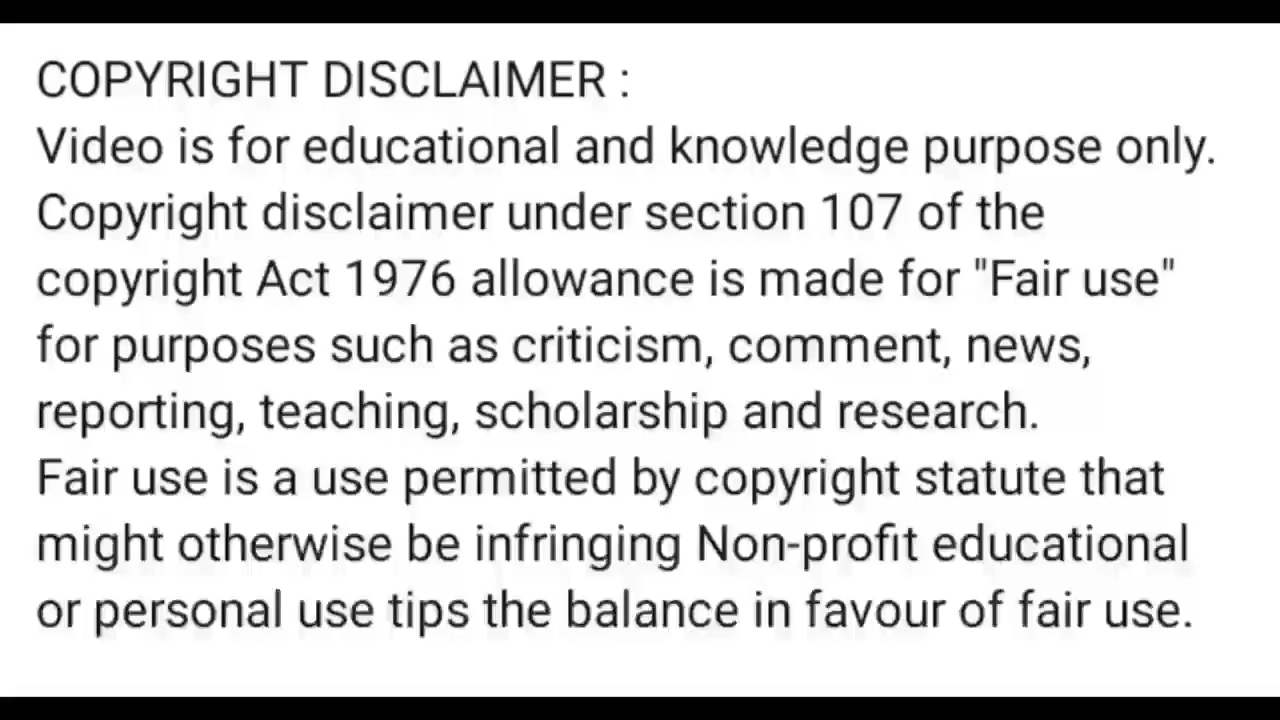 COPYRIGHT DISCLAIMER :
Video is for educational and knowledge purpose only.
Copyright disclaimer under section 107 of the
copyright Act 1976 allowance is made for "Fair use"
for purposes such as criticism, comment, news,
reporting, teaching, scholarship and research.
Fair use is a use permitted by copyright statute that
might otherwise be infringing Non-profit educational
or personal use tips the balance in favour of fair use.